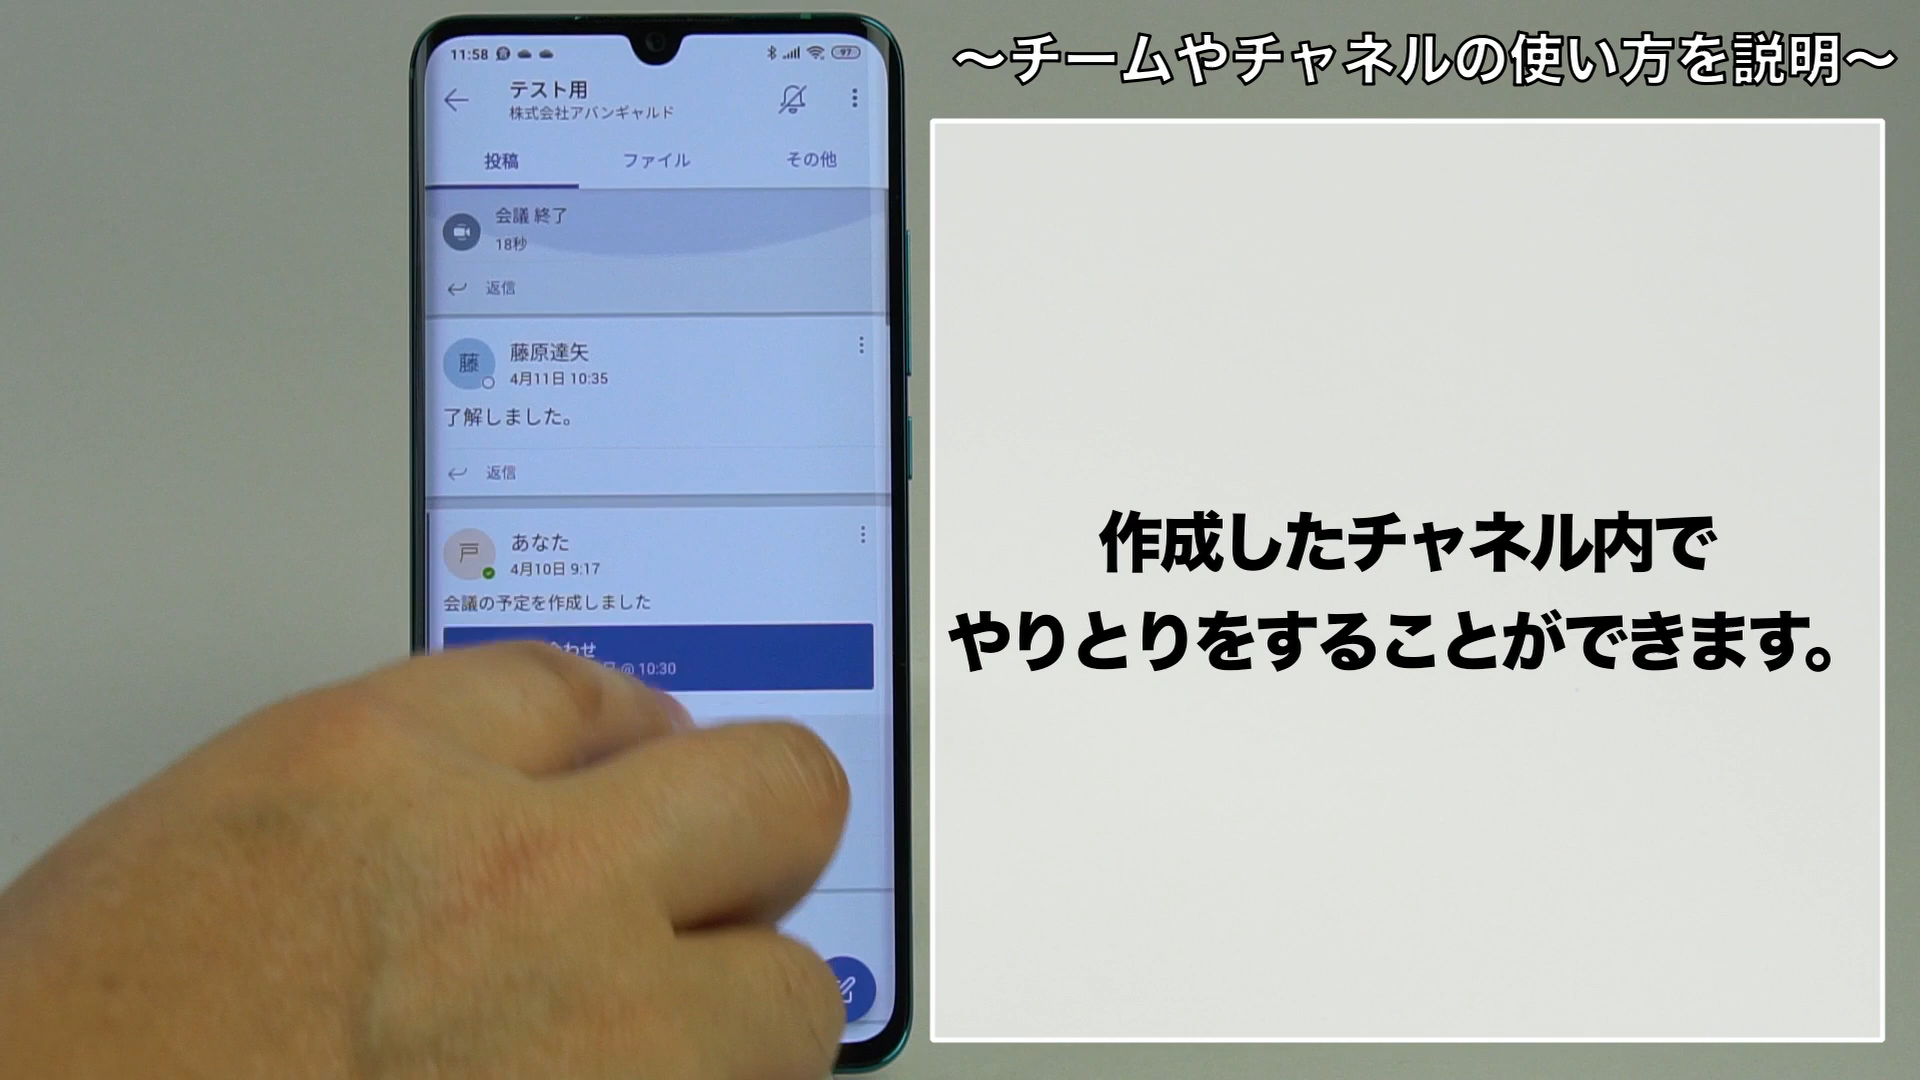 ～チームやチャネルの使い方を説明～
11:58
97
テスト用
株式会社アバンギャルド
投稿 ファイル その他
会議 終了
18秒
返信
藤
藤原達矢
4月11日 10:35
了解しました。
返信
戸
あなた
4月10日 9:17
会議の予定を作成しました
わせ
@ 10:30
作成したチャネル内で
やりとりをすることができます。